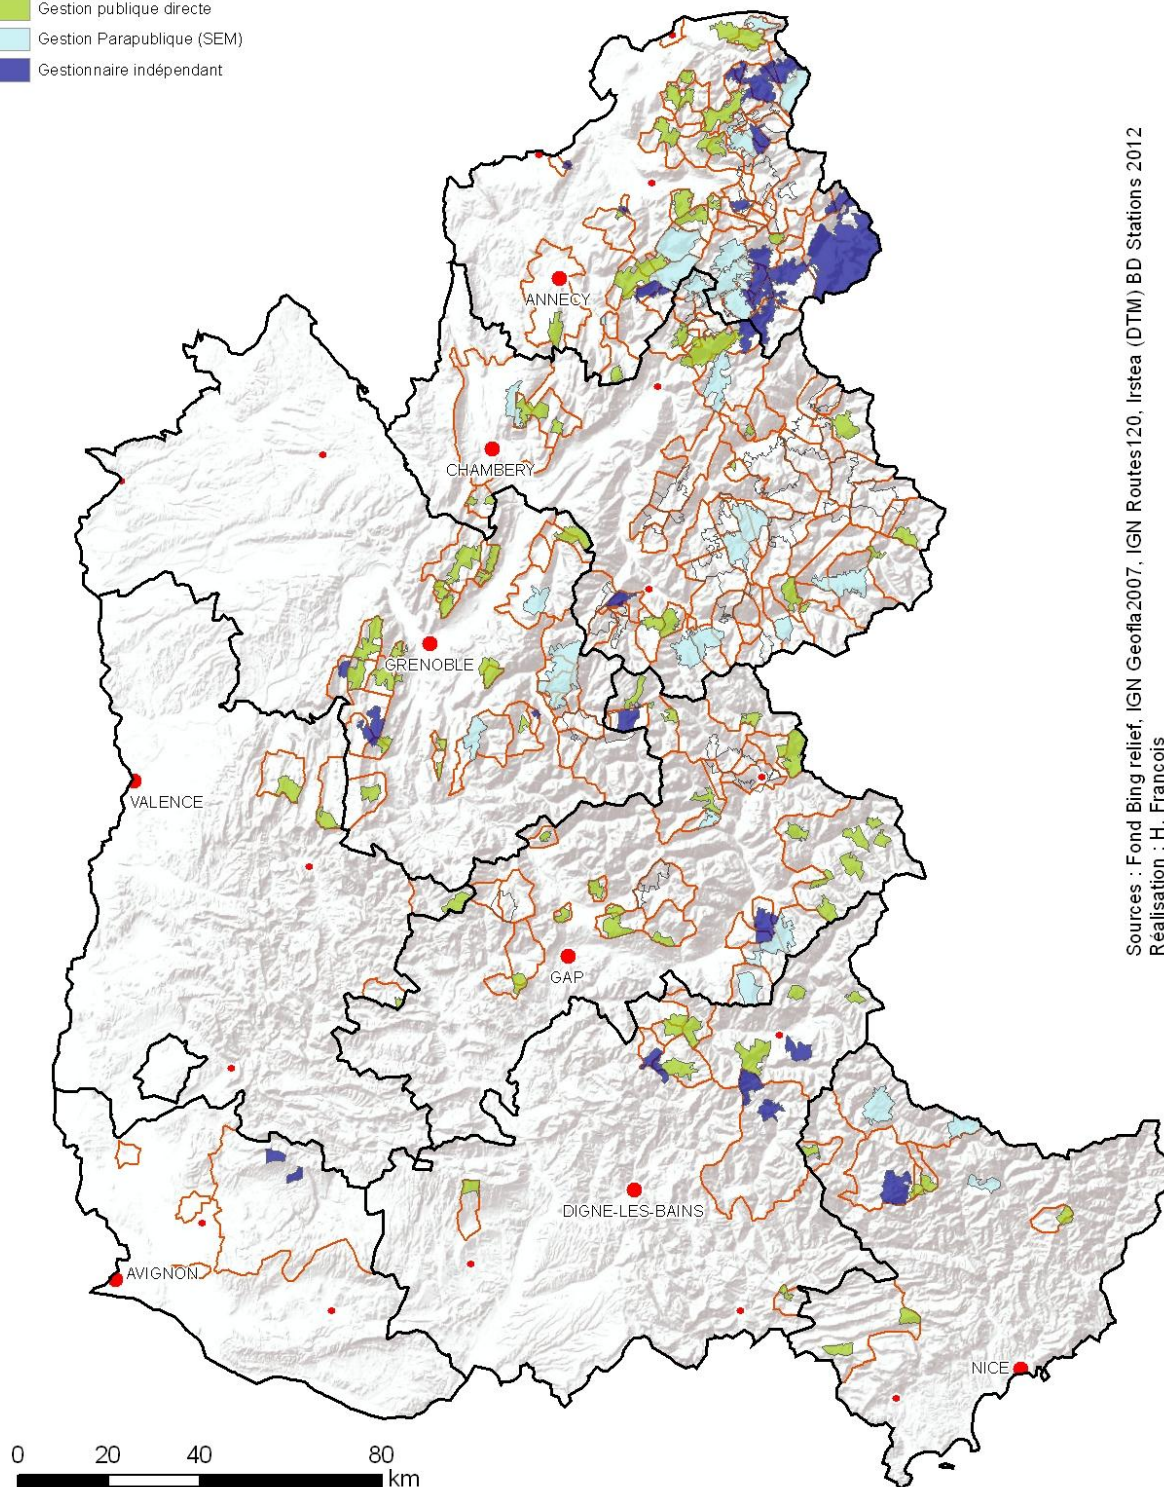 Gestion publique directe
Gestion Parapublique (SEM)
Gestionnaire indépendant
ANNECY
CHAMBERY
GRENOBLE
VALENCE
GAP
DIGNE-LES-BAINS
AVIGNON
NICE
0 20 40 80
km
Sources : Fond Bing relief, IGN Geofla2007, IGN Routes120, Irstea (DTM) BD Stations 2012
Réalisation : H. François